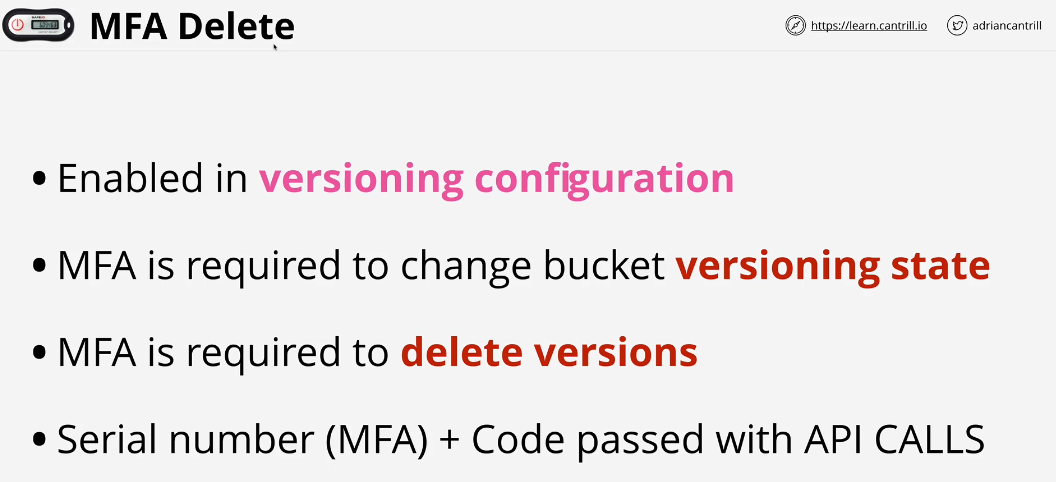 MFA Delete
https://learn.cantrill.io
adriancantrill
• Enabled in versioning configuration
• MFA is required to change bucket versioning state
• MFA is required to delete versions
• Serial number (MFA) + Code passed with API CALLS